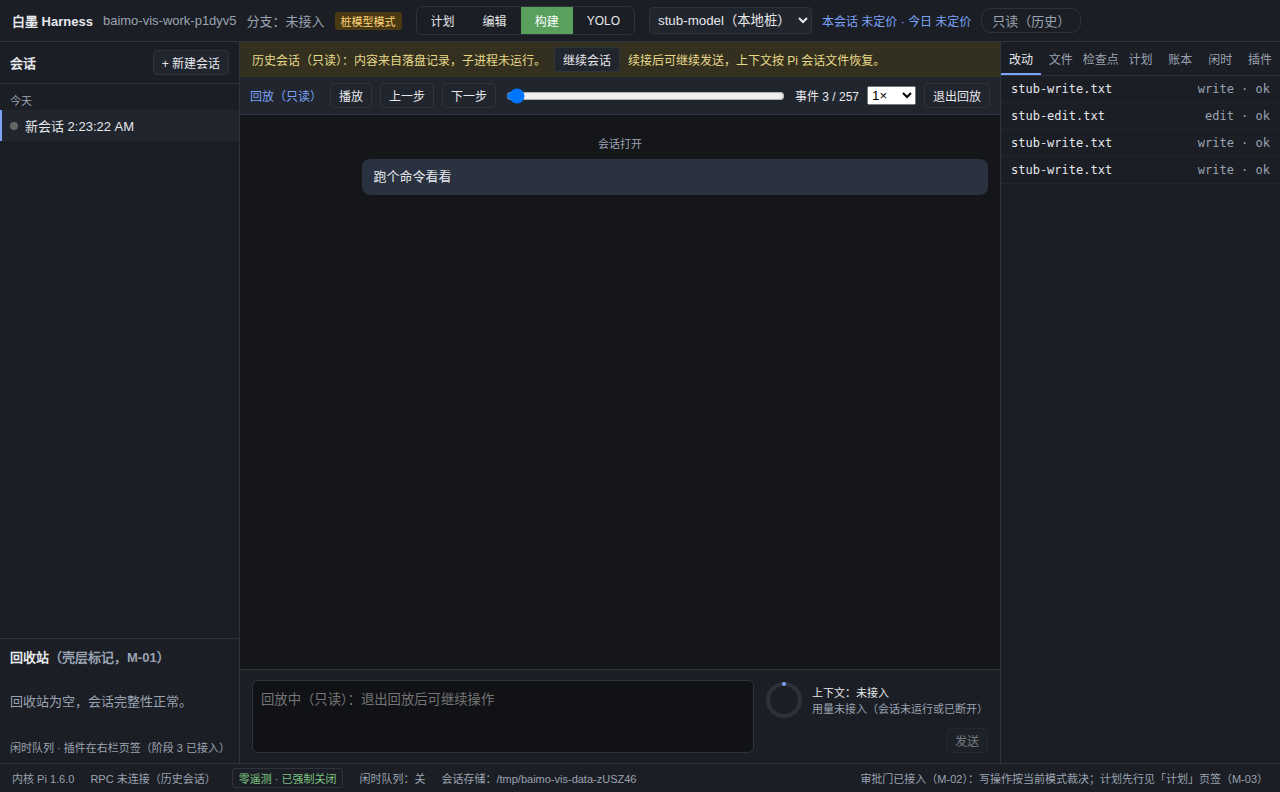 白墨 Harness baimo-vis-work-p1dyv5 分支：未接入 桩模型模式 计划 编辑 构建 YOLO stub-model（本地桩） 本会话 未定价 · 今日 未定价 只读（历史）
会话 + 新建会话
今天
新会话 2:23:22 AM
回收站（壳层标记，M-01）
回收站为空，会话完整性正常。
闲时队列 · 插件在右栏页签（阶段 3 已接入）
历史会话（只读）：内容来自落盘记录，子进程未运行。 继续会话 续接后可继续发送，上下文按 Pi 会话文件恢复。
回放（只读） 播放 上一步 下一步 事件 3 / 257 1× 退出回放
会话打开
跑个命令看看
回放中（只读）：退出回放后可继续操作
上下文：未接入
用量未接入（会话未运行或已断开）
发送
改动 文件 检查点 计划 账本 闲时 插件
stub-write.txt write · ok
stub-edit.txt edit · ok
stub-write.txt write · ok
stub-write.txt write · ok
内核 Pi 1.6.0 RPC 未连接（历史会话） 零遥测 · 已强制关闭 闲时队列：关 会话存储：/tmp/baimo-vis-data-zUSZ46 审批门已接入（M-02）：写操作按当前模式裁决；计划先行见「计划」页签（M-03）